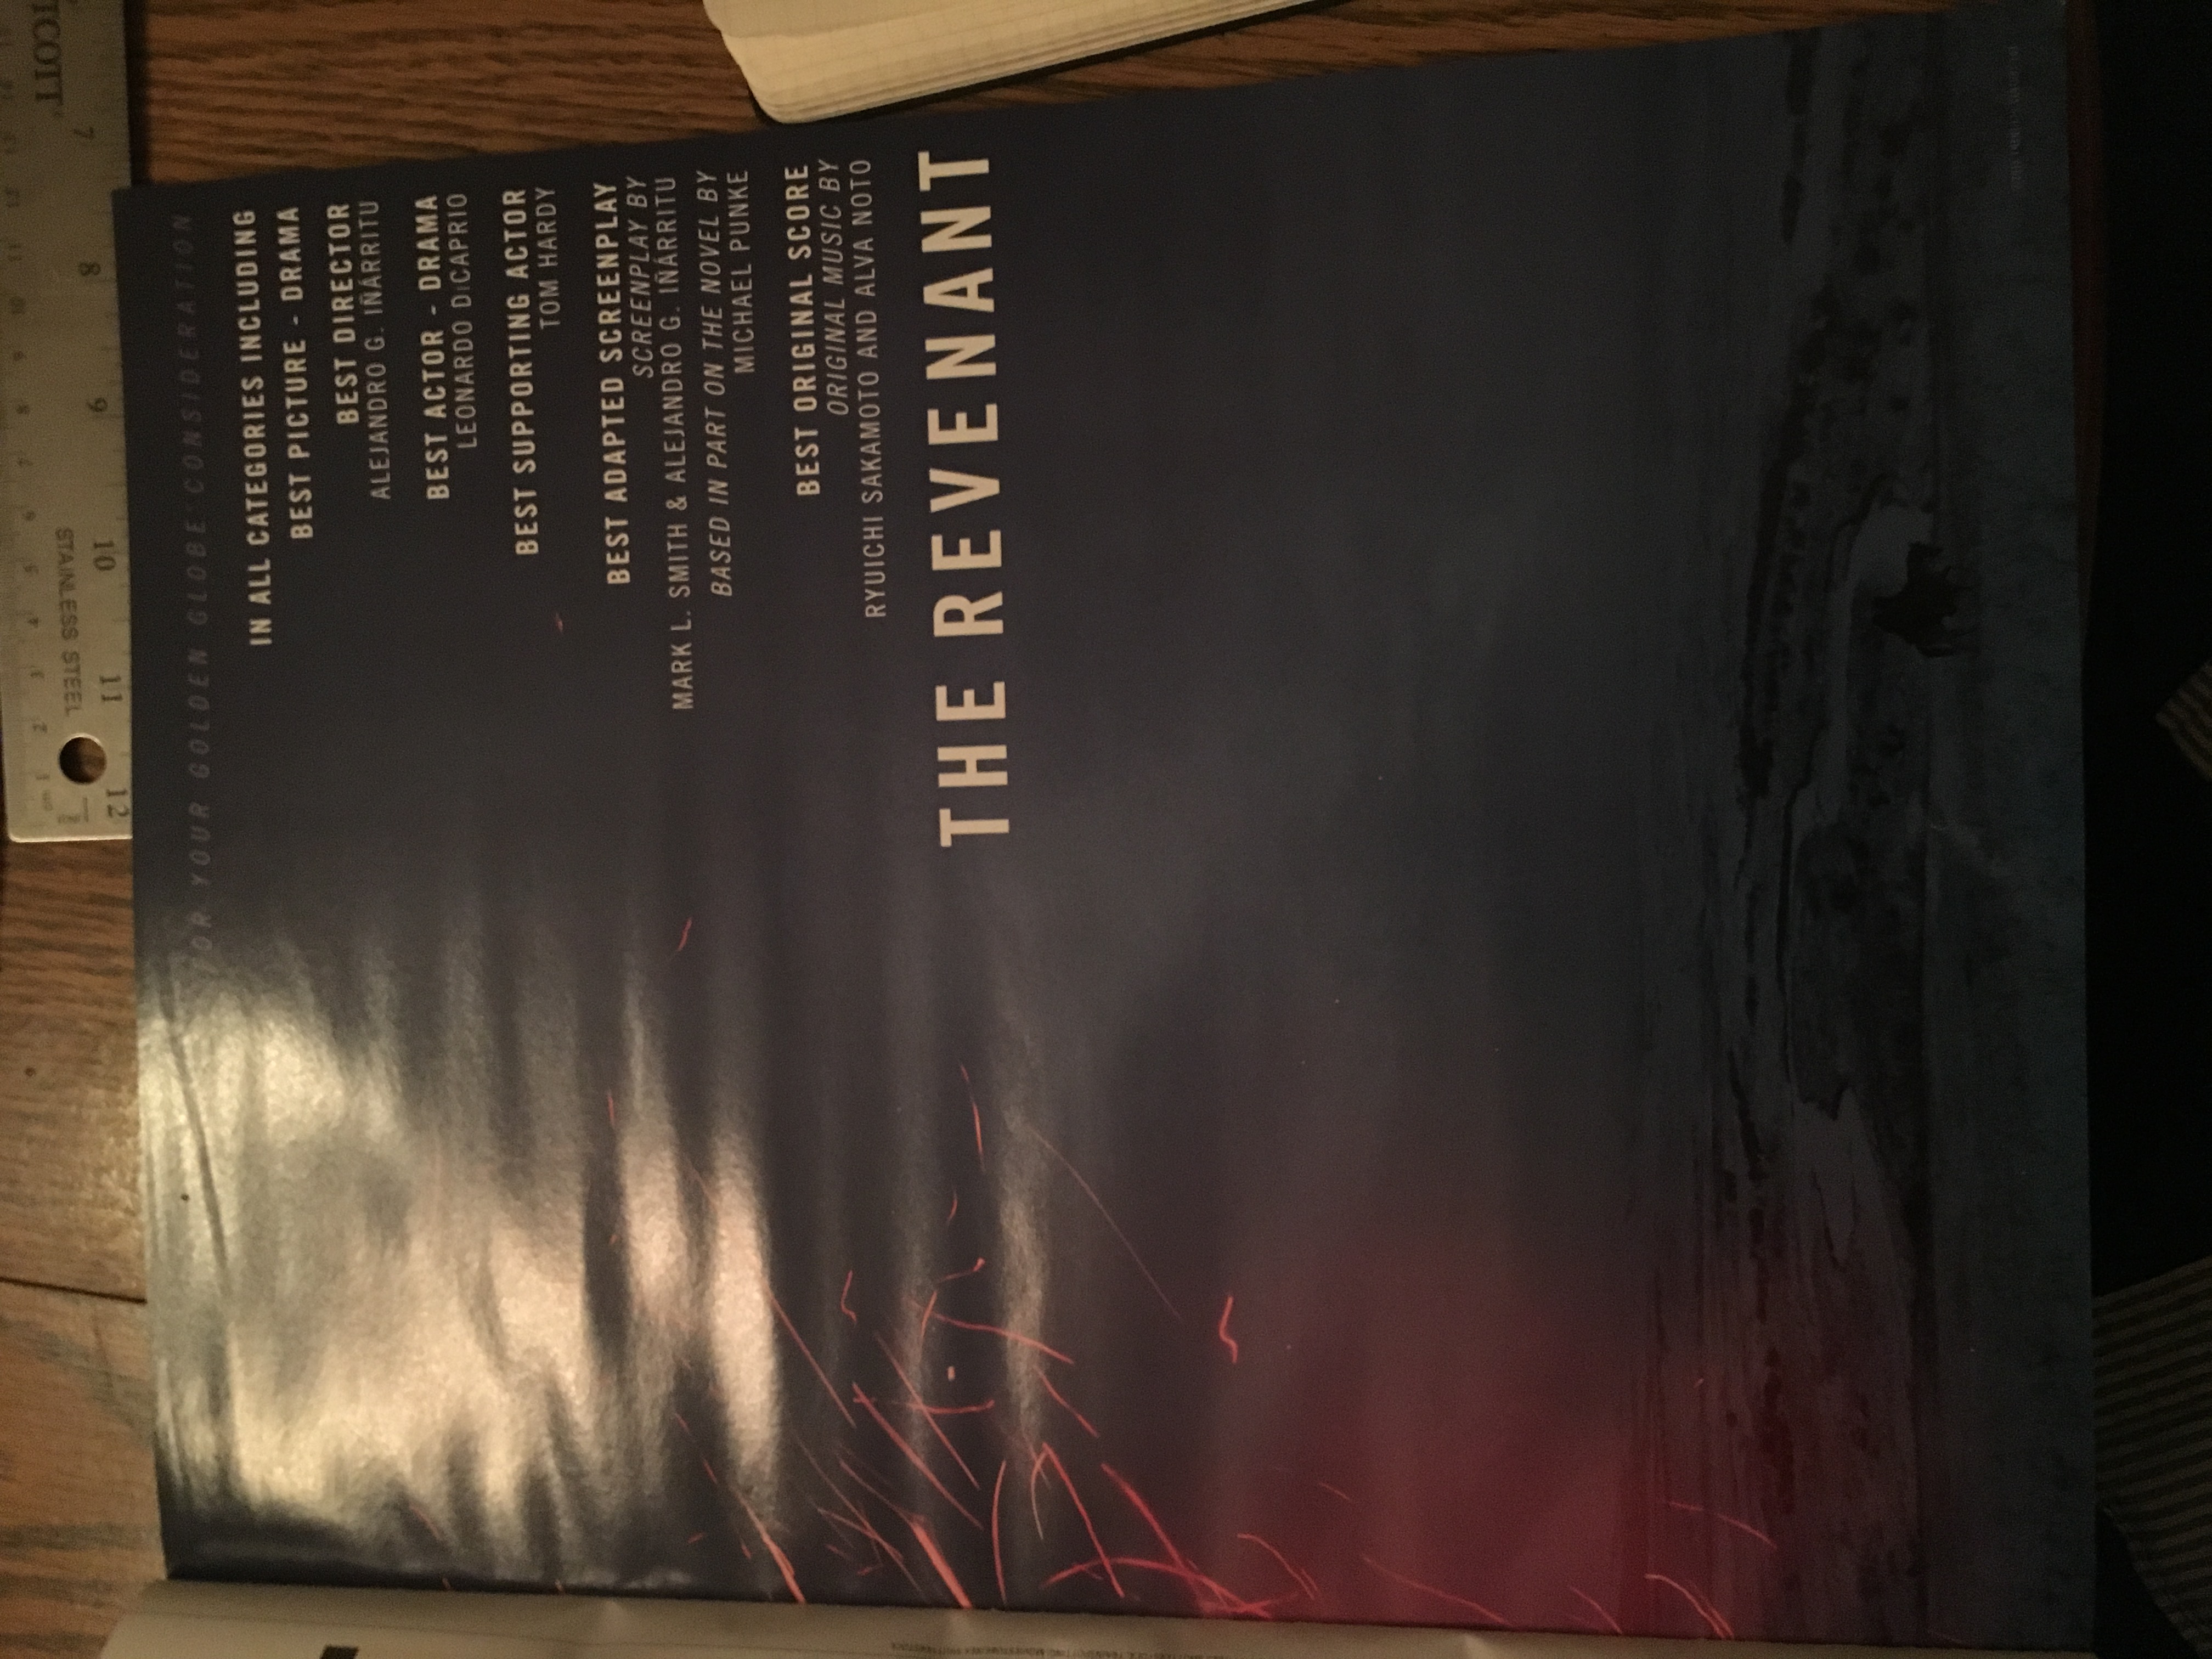 STAINLESS STEEL
12 11 10 9 8 7
FOR YOUR GOLDEN GLOBE CONSIDERATION
IN ALL CATEGORIES INCLUDING
BEST PICTURE - DRAMA
BEST DIRECTOR
ALEJANDRO G. IÑÁRRITU
BEST ACTOR - DRAMA
LEONARDO DiCAPRIO
BEST SUPPORTING ACTOR
TOM HARDY
BEST ADAPTED SCREENPLAY
SCREENPLAY BY
MARK L. SMITH & ALEJANDRO G. IÑÁRRITU
BASED IN PART ON THE NOVEL BY
MICHAEL PUNKE
BEST ORIGINAL SCORE
ORIGINAL MUSIC BY
RYUICHI SAKAMOTO AND ALVA NOTO
THE REVENANT